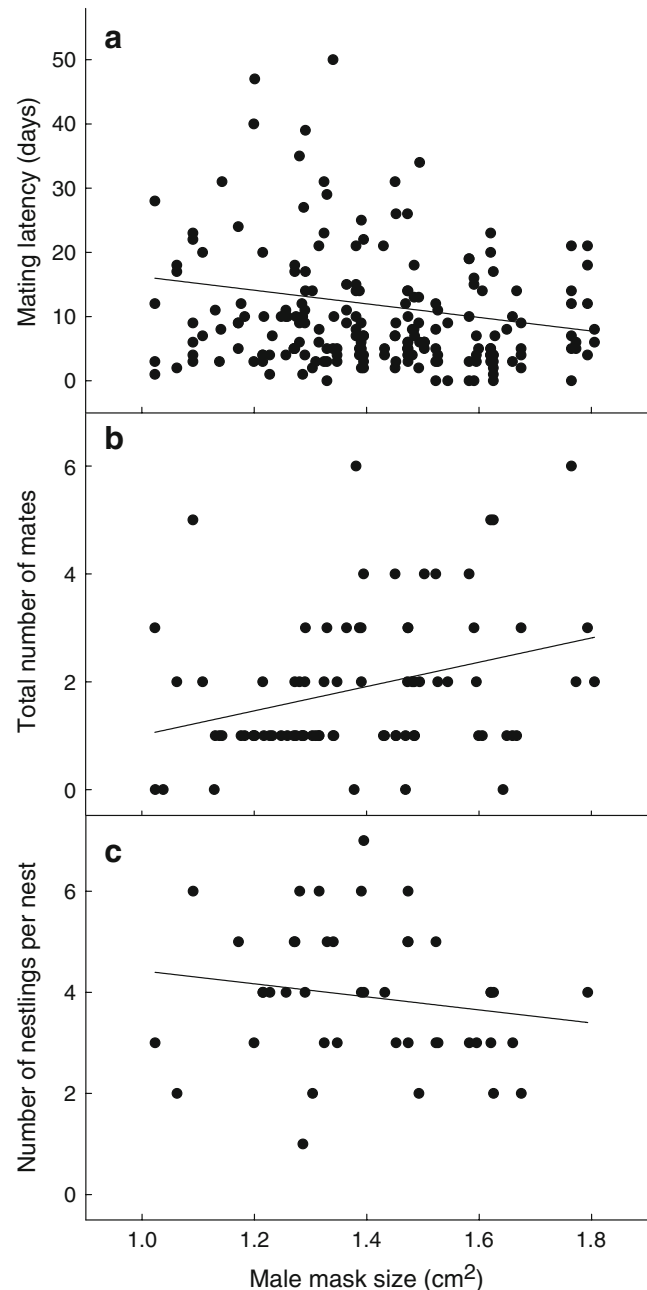 a
50
40
30
20
10
0
Mating latency (days)
b
6
4
2
0
Total number of mates
c
6
4
2
0
Number of nestlings per nest
1.0 1.2 1.4 1.6 1.8
Male mask size (cm²)